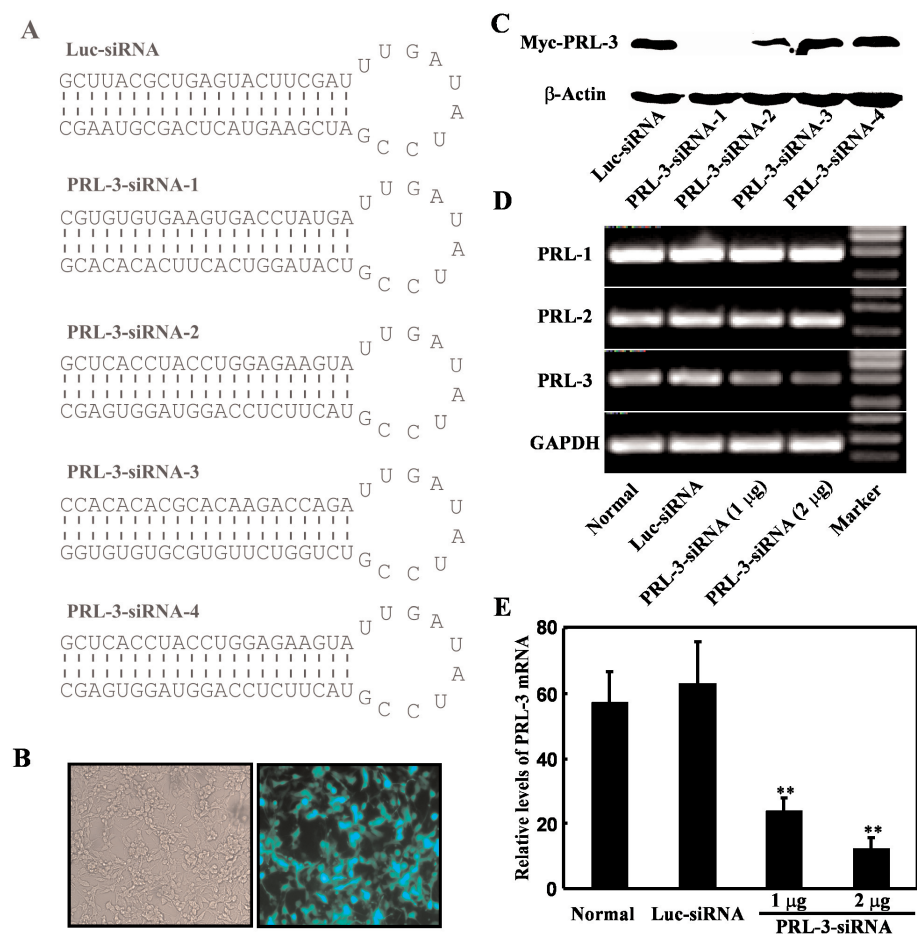 A
Luc-siRNA
GCUUACGCUGAGUACUUCGAU
CGAAUGCGACUCAUGAAGCUA
U U G A U A U C C G
PRL-3-siRNA-1
CGUGUGUGAAGUGACCUAUGA
GCACACACUUCACUGGAUACU
U U G A U A U C C G
PRL-3-siRNA-2
GCUCACCUACCUGGAGAAGUA
CGAGUGGAUGGACCUCUUCAU
U U G A U A U C C G
PRL-3-siRNA-3
CCACACACGCACAAGACCAGA
GGUGUGUGCGUGUUCUGGUCU
U U G A U A U C C G
PRL-3-siRNA-4
GCUCACCUACCUGGAGAAGUA
CGAGUGGAUGGACCUCUUCAU
U U G A U A U C C G
B
C
Myc-PRL-3
β-Actin
Luc-siRNA
PRL-3-siRNA-1
PRL-3-siRNA-2
PRL-3-siRNA-3
PRL-3-siRNA-4
D
PRL-1
PRL-2
PRL-3
GAPDH
Normal
Luc-siRNA
PRL-3-siRNA (1 μg)
PRL-3-siRNA (2 μg)
Marker
E
Relative levels of PRL-3 mRNA
80
60
40
20
0
**
**
Normal
Luc-siRNA
1 μg
2 μg
PRL-3-siRNA